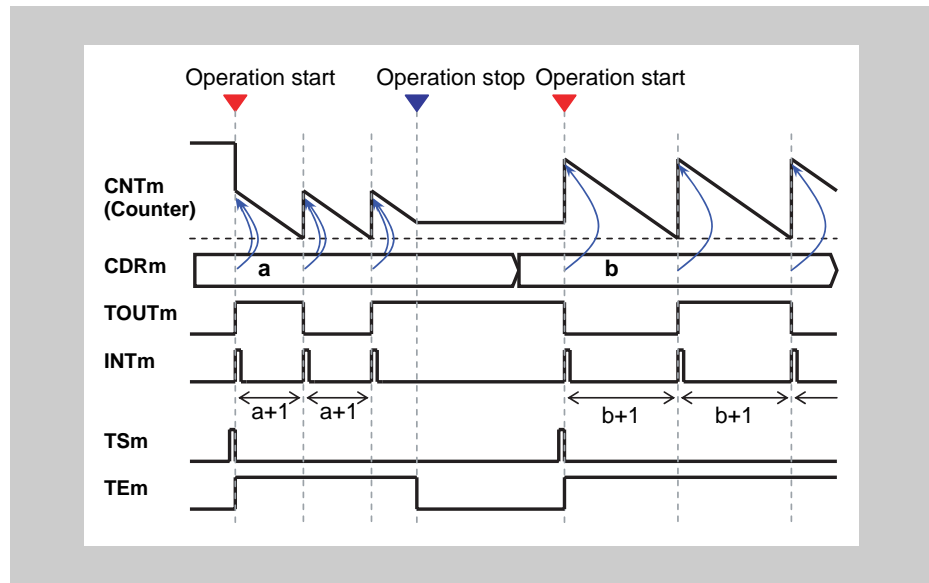 Operation start Operation stop Operation start
CNTm
(Counter)
CDRm a b
TOUTm
INTm
a+1 a+1 b+1 b+1
TSm
TEm